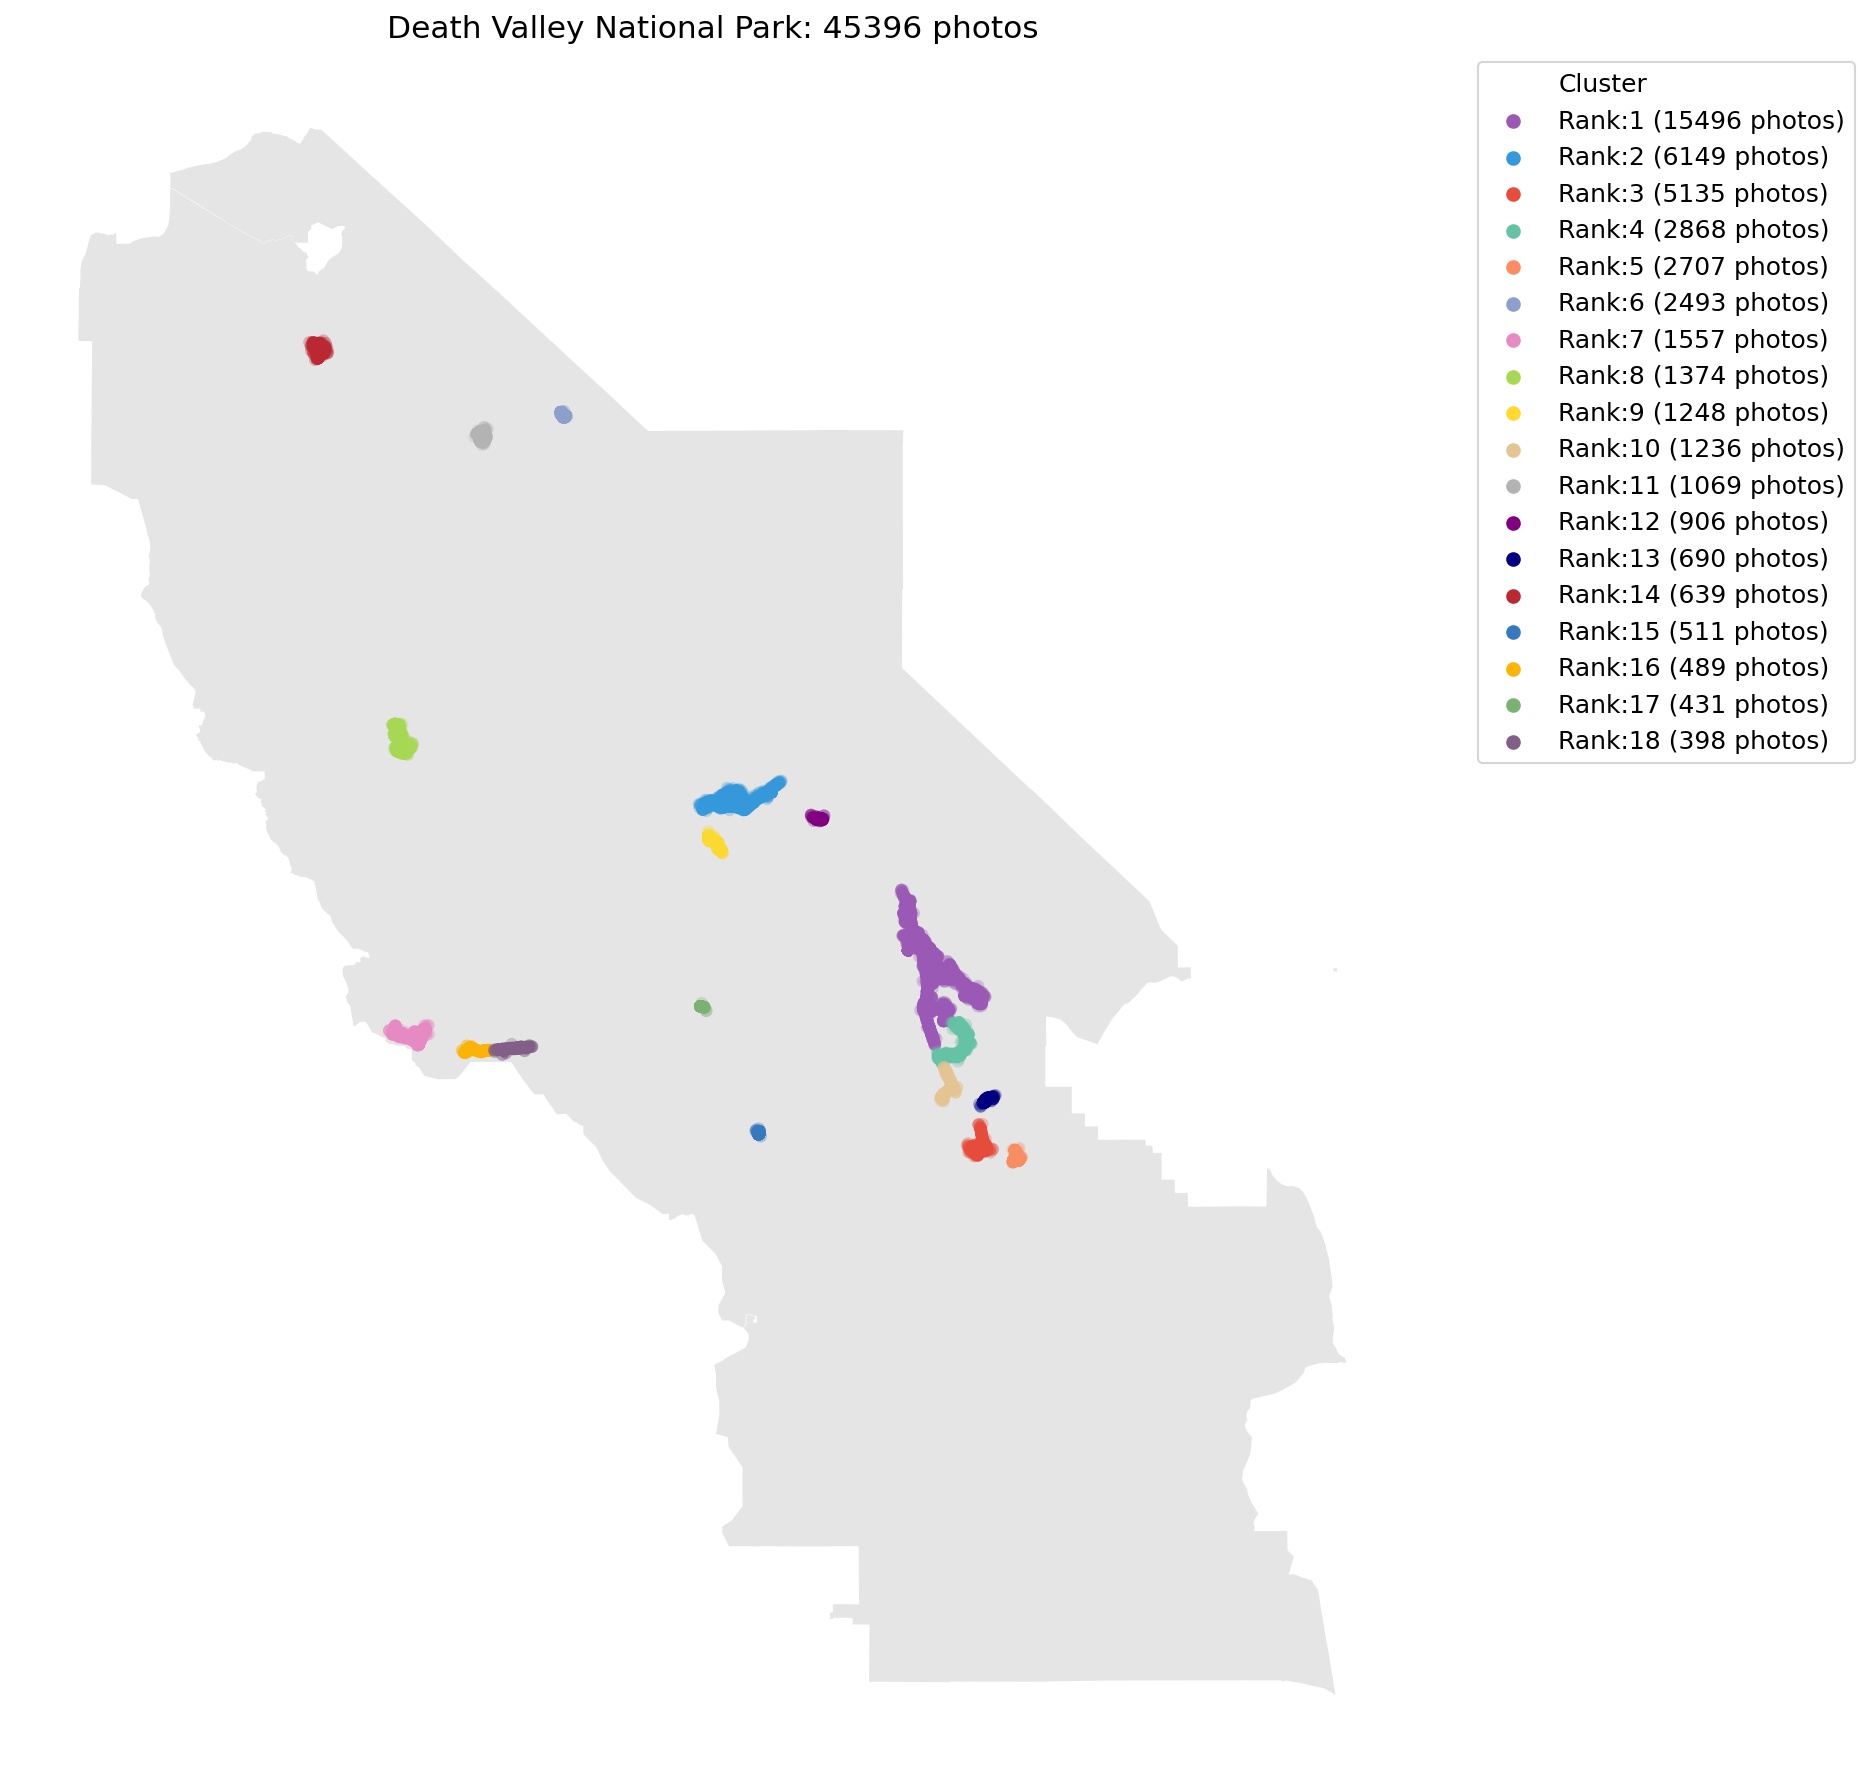 Death Valley National Park: 45396 photos
Cluster
Rank:1 (15496 photos)
Rank:2 (6149 photos)
Rank:3 (5135 photos)
Rank:4 (2868 photos)
Rank:5 (2707 photos)
Rank:6 (2493 photos)
Rank:7 (1557 photos)
Rank:8 (1374 photos)
Rank:9 (1248 photos)
Rank:10 (1236 photos)
Rank:11 (1069 photos)
Rank:12 (906 photos)
Rank:13 (690 photos)
Rank:14 (639 photos)
Rank:15 (511 photos)
Rank:16 (489 photos)
Rank:17 (431 photos)
Rank:18 (398 photos)